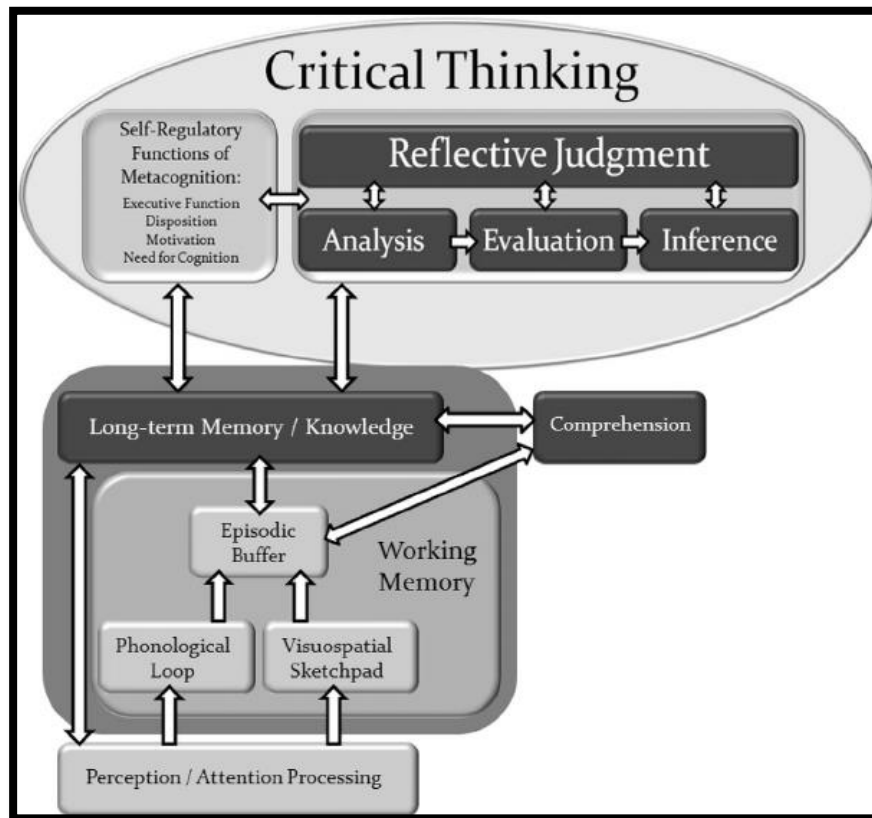 Critical Thinking
Self-Regulatory
Functions of
Metacognition:
Executive Function
Disposition
Motivation
Need for Cognition
Reflective Judgment
Analysis
Evaluation
Inference
Long-term Memory / Knowledge
Comprehension
Episodic
Buffer
Working
Memory
Phonological
Loop
Visuospatial
Sketchpad
Perception / Attention Processing